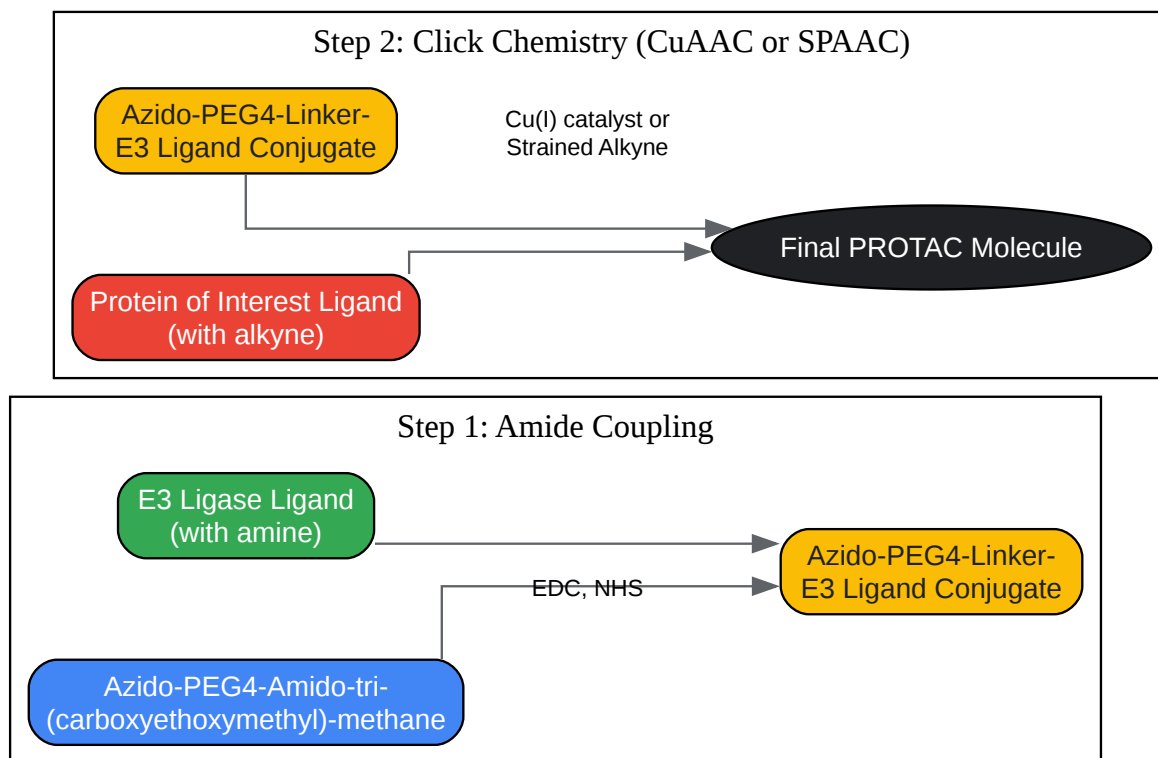 Step 2: Click Chemistry (CuAAC or SPAAC)
Azido-PEG4-Linker-
E3 Ligand Conjugate
Cu(I) catalyst or
Strained Alkyne
Final PROTAC Molecule
Protein of Interest Ligand
(with alkyne)
Step 1: Amide Coupling
E3 Ligase Ligand
(with amine)
Azido-PEG4-Linker-
E3 Ligand Conjugate
EDC, NHS
Azido-PEG4-Amido-tri-
(carboxyethoxymethyl)-methane